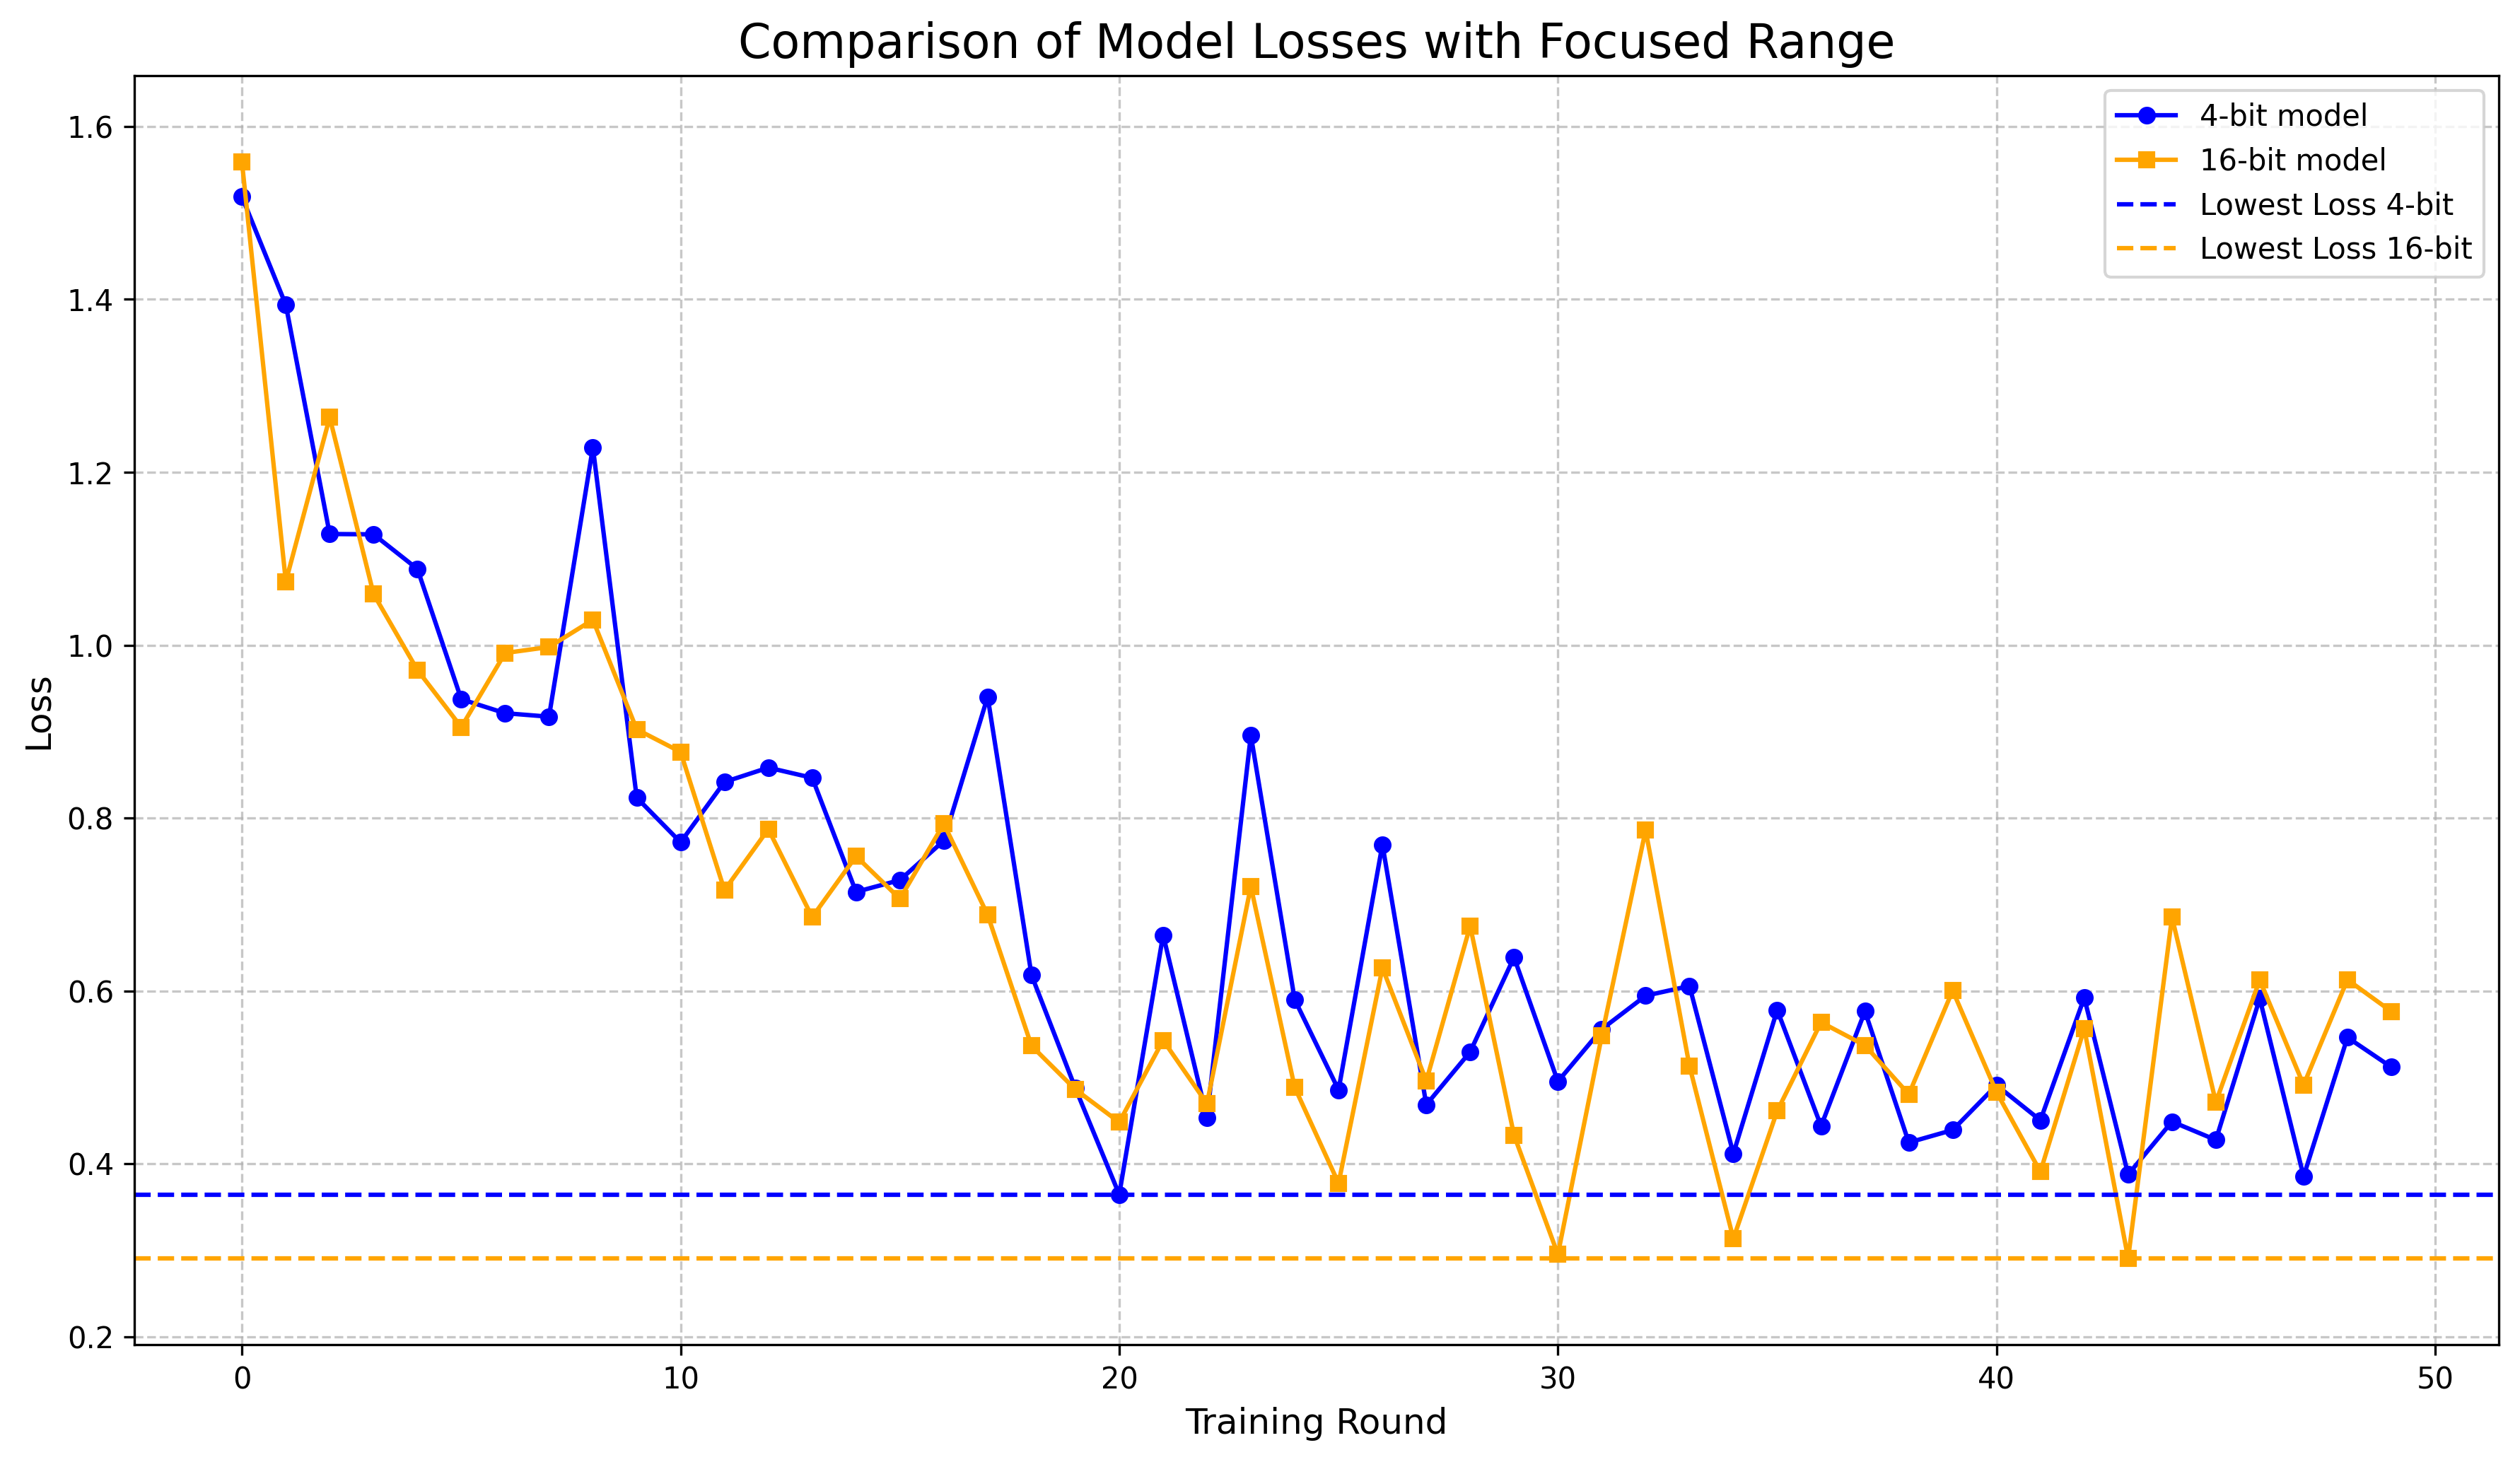 Comparison of Model Losses with Focused Range
4-bit model
16-bit model
Lowest Loss 4-bit
Lowest Loss 16-bit
Loss
1.6
1.4
1.2
1.0
0.8
0.6
0.4
0.2
0 10 20 30 40 50
Training Round